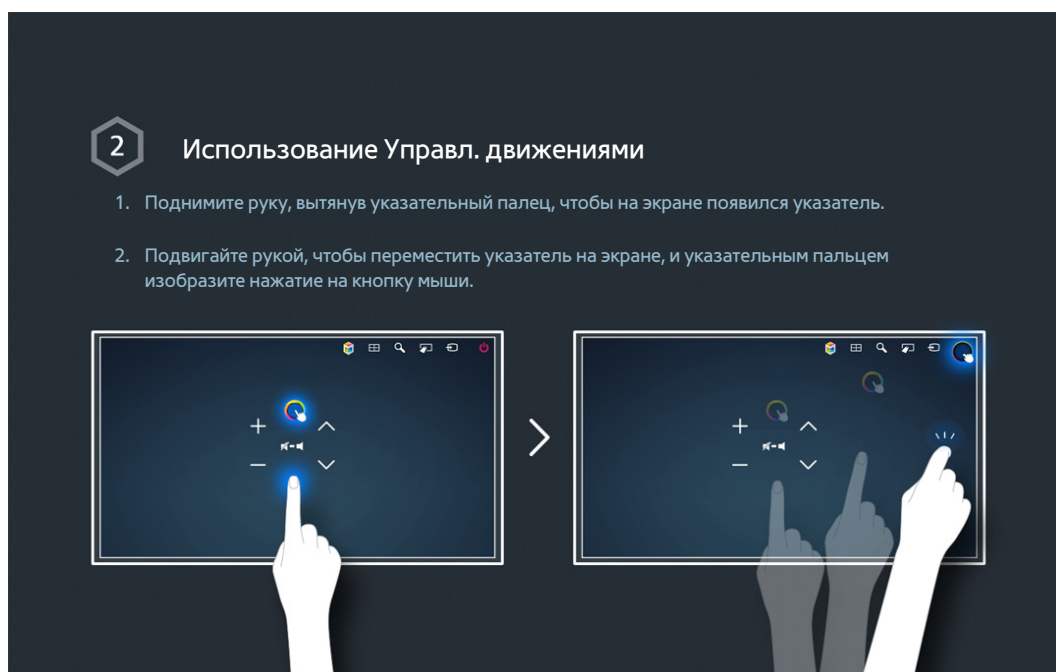 2
Использование Управл. движениями
1. Поднимите руку, вытянув указательный палец, чтобы на экране появился указатель.
2. Подвигайте рукой, чтобы переместить указатель на экране, и указательным пальцем
изобразите нажатие на кнопку мыши.